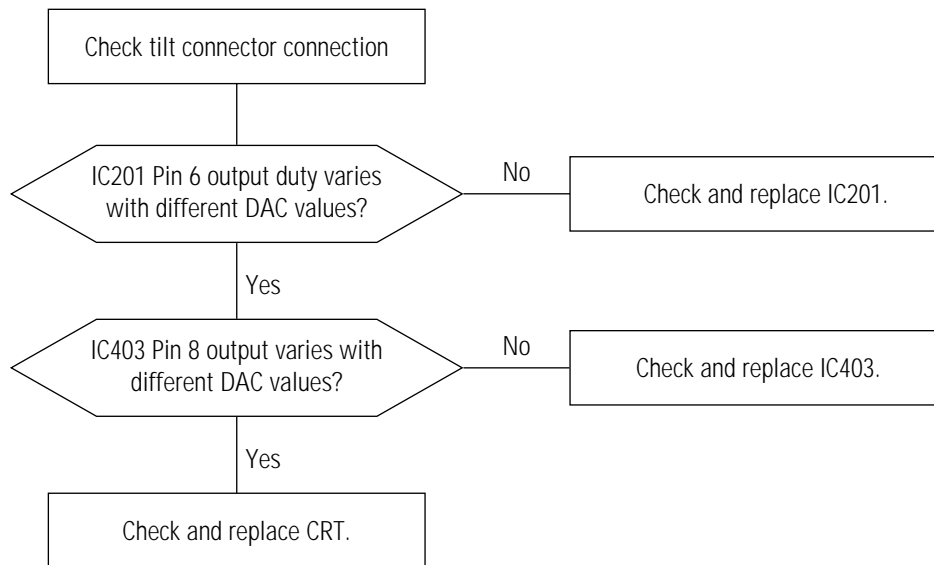 Check tilt connector connection
IC201 Pin 6 output duty varies
with different DAC values?
No
Check and replace IC201.
Yes
IC403 Pin 8 output varies with
different DAC values?
No
Check and replace IC403.
Yes
Check and replace CRT.